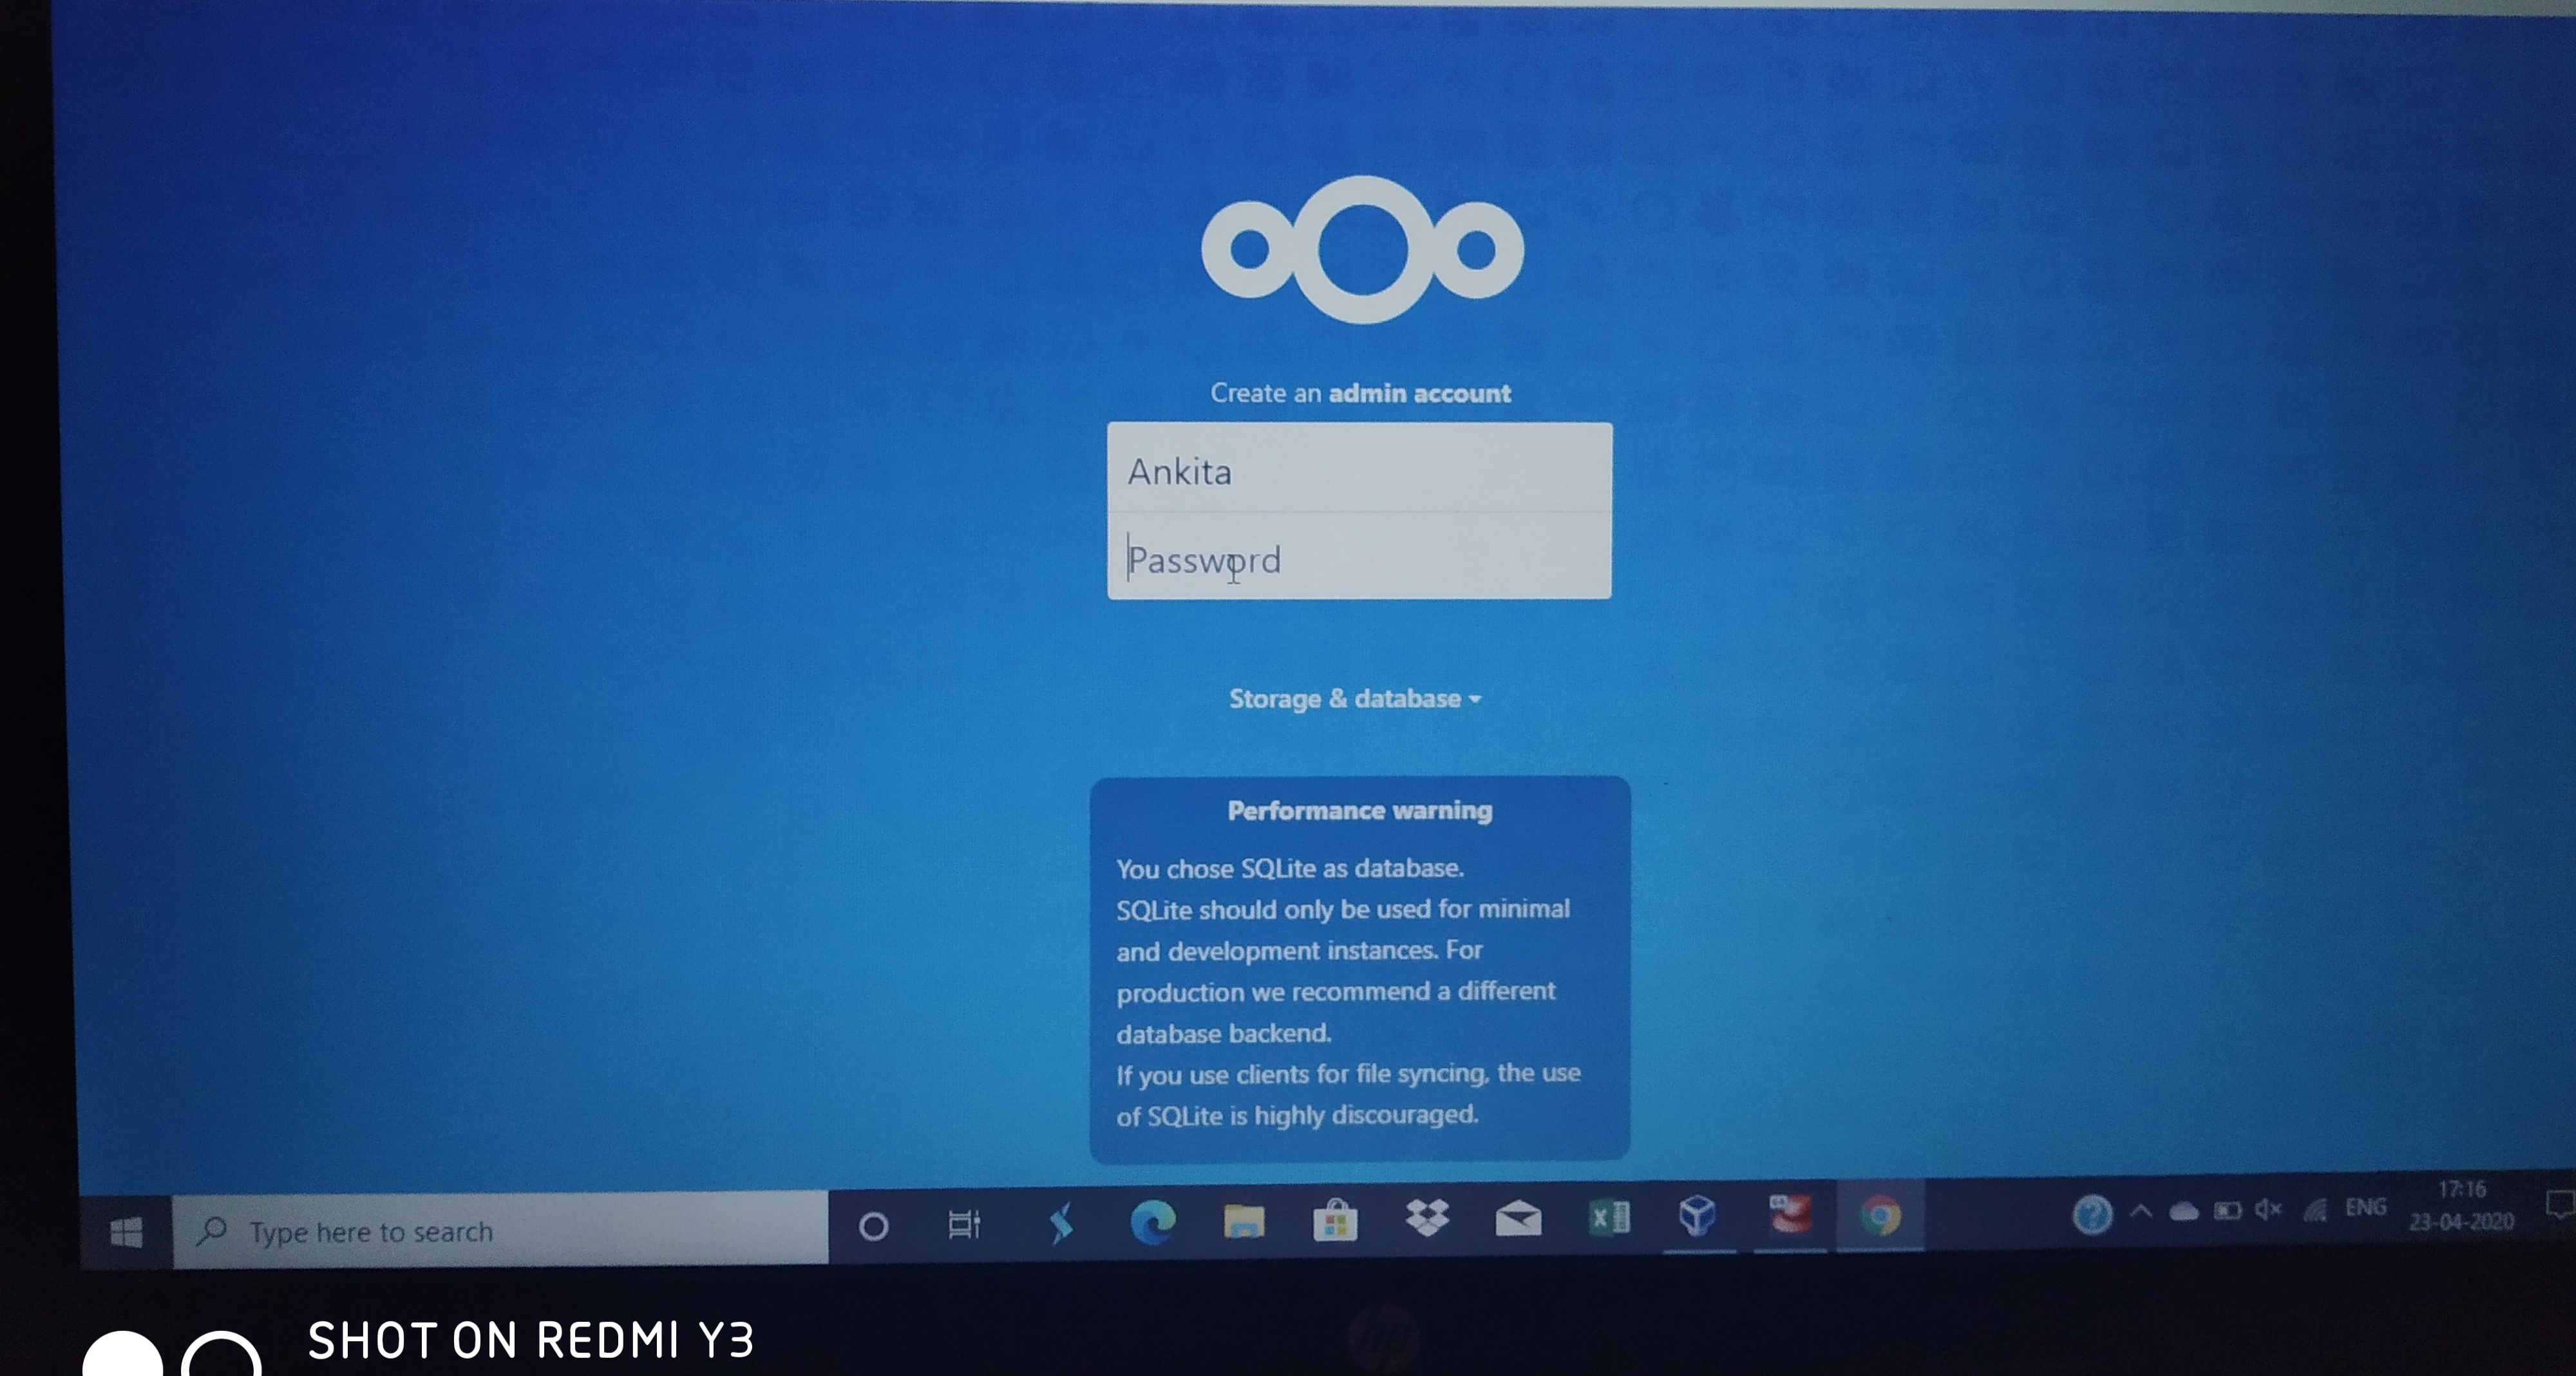 Create an admin account
Ankita
Password
Storage & database
Performance warning
You chose SQLite as database.
SQLite should only be used for minimal
and development instances. For
production we recommend a different
database backend.
If you use clients for file syncing, the use
of SQLite is highly discouraged.
Type here to search
ENG
17:16
23-04-2020
hp
SHOT ON REDMI Y3